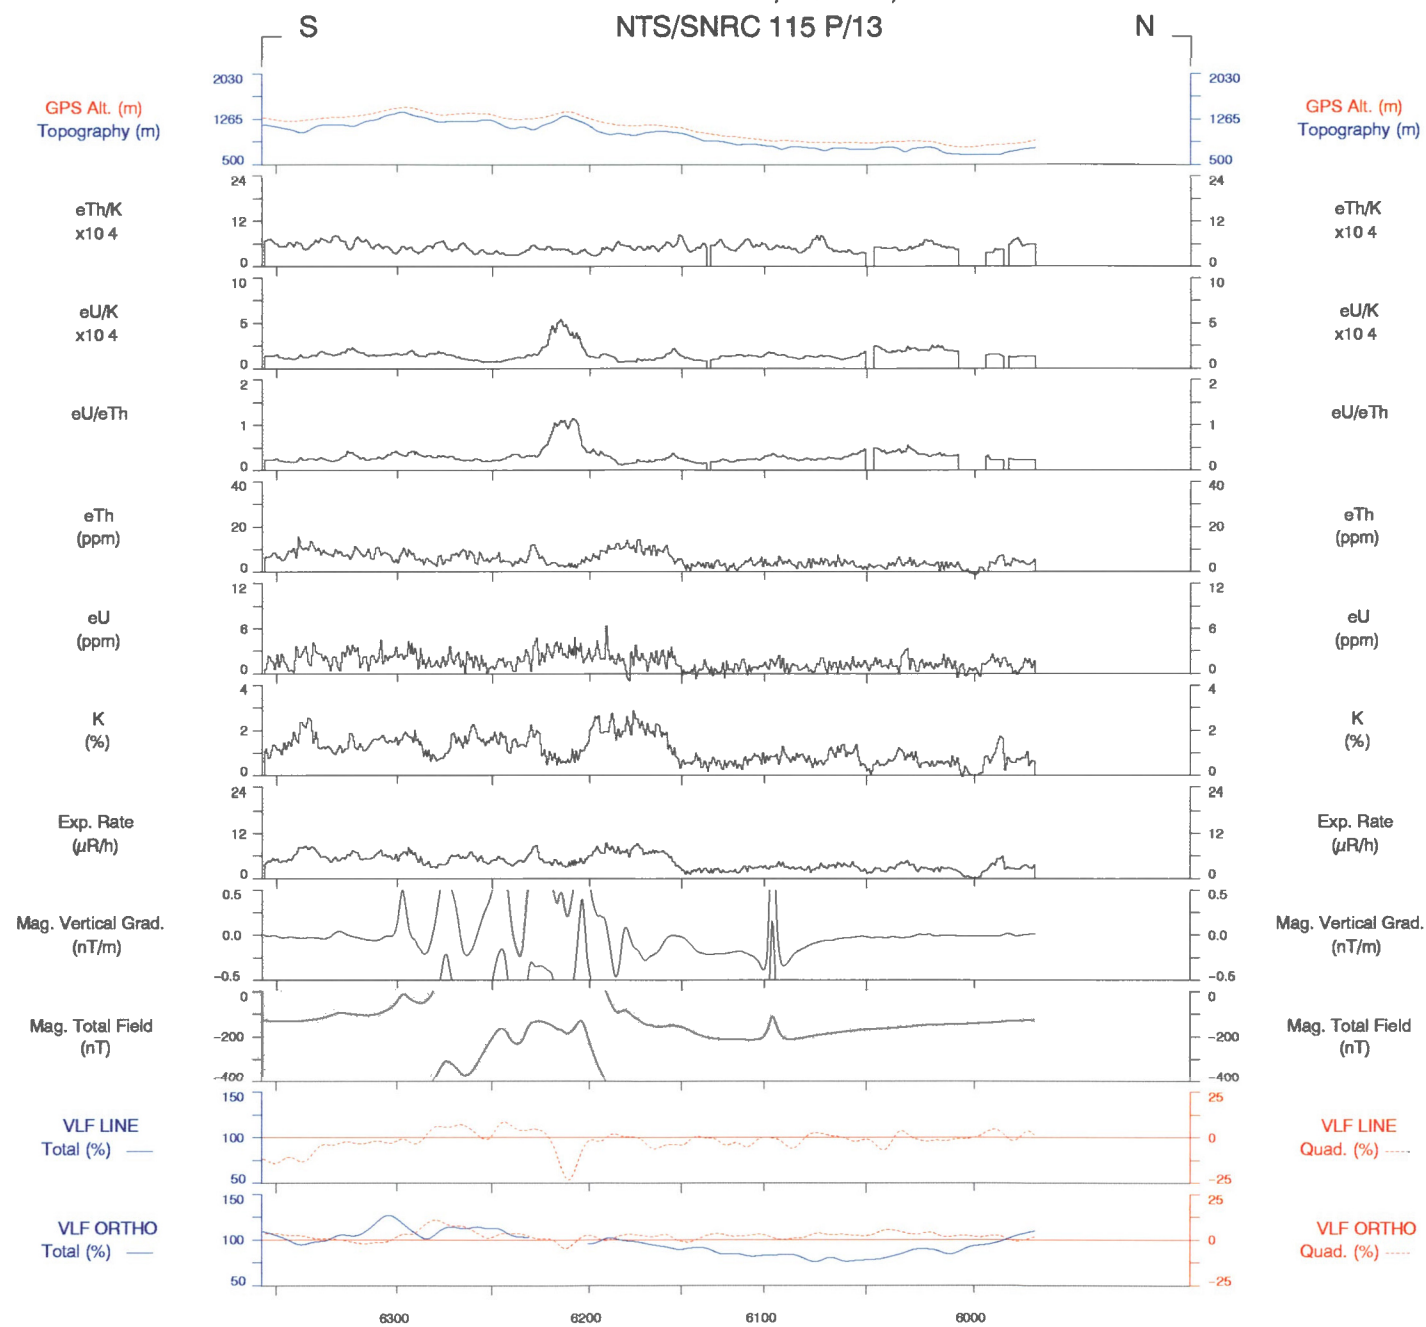 S NTS/SNRC 115 P/13 N
2030 2030
GPS Alt. (m) 1265 1265 GPS Alt. (m)
Topography (m) Topography (m)
500 500
24 24
eTh/K eTh/K
12 12
x10 4 x10 4
0 0
10 10
eU/K eU/K
5 5
x10 4 x10 4
0 0
2 2
eU/eTh eU/eTh
1 1
0 0
40 40
eTh eTh
20 20
(ppm) (ppm)
0 0
12 12
eU eU
6 6
(ppm) (ppm)
0 0
4 4
K K
2 2
(%) (%)
0 0
24 24
Exp. Rate Exp. Rate
12 12
(μR/h) (μR/h)
0 0
0.5 0.5
Mag. Vertical Grad. Mag. Vertical Grad.
0.0 0.0
(nT/m) (nT/m)
-0.5 -0.5
0 0
Mag. Total Field Mag. Total Field
-200 -200
(nT) (nT)
-400 -400
150 25
VLF LINE VLF LINE
100 0
Total (%) Quad. (%)
50 -25
150 25
VLF ORTHO VLF ORTHO
100 0
Total (%) Quad. (%)
50 -25
6300 6200 6100 6000